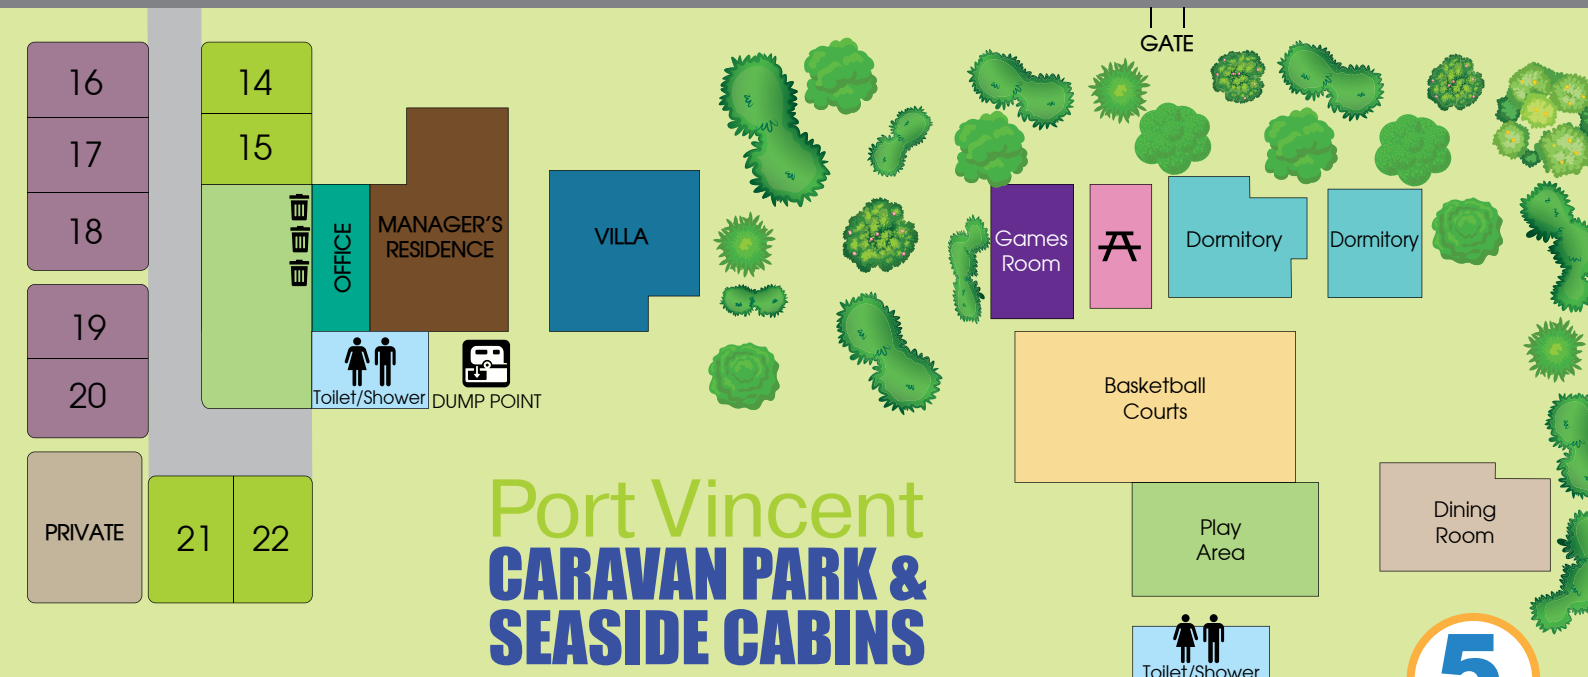 GATE
16
14
17
15
18
OFFICE
MANAGER'S
RESIDENCE
VILLA
Games
Room
Dormitory
Dormitory
19
20
Toilet/Shower
DUMP POINT
Basketball
Courts
PRIVATE
21
22
Port Vincent
CARAVAN PARK &
SEASIDE CABINS
Play
Area
Dining
Room
Toilet/Shower
5